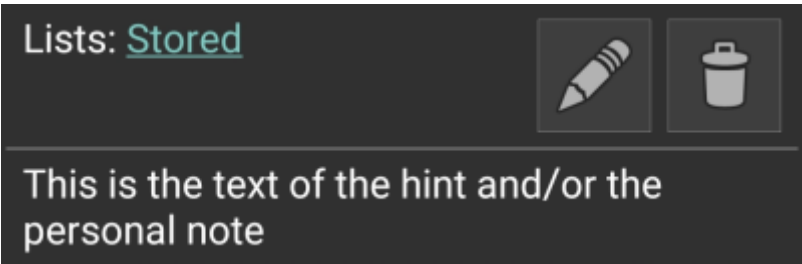 Lists: Stored
This is the text of the hint and/or the
personal note